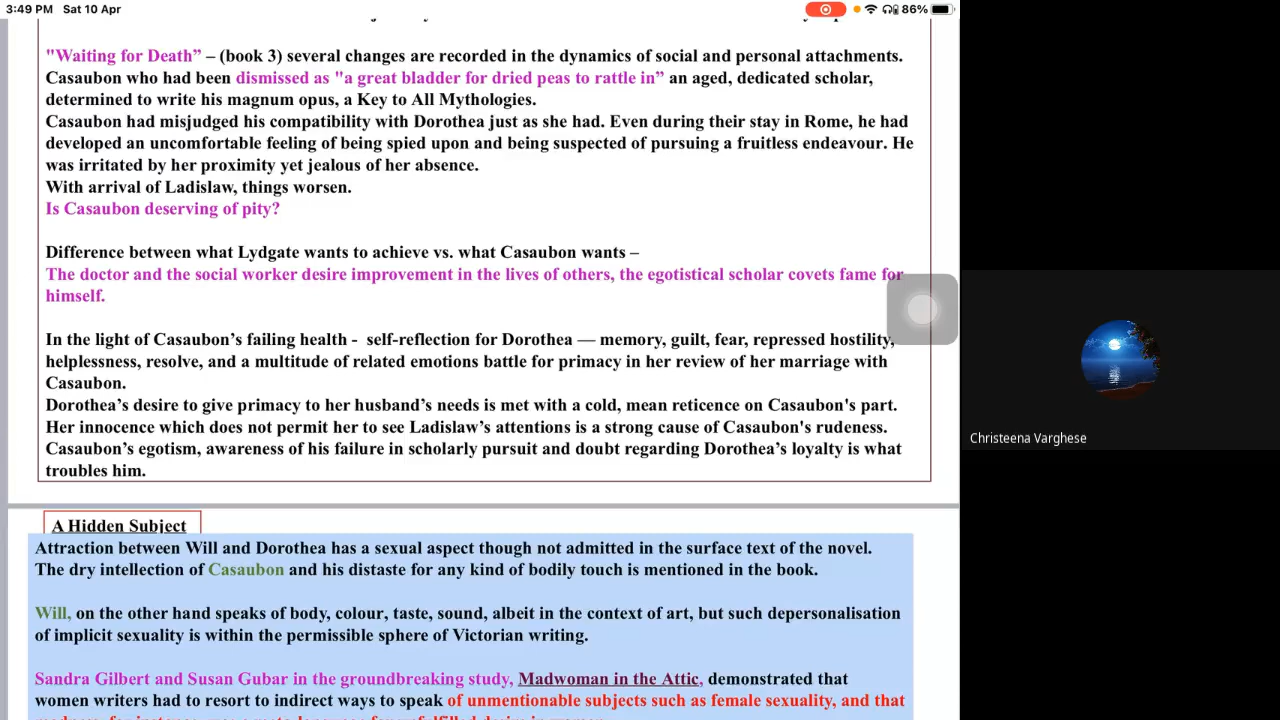 3:49 PM Sat 10 Apr
86%
"Waiting for Death” – (book 3) several changes are recorded in the dynamics of social and personal attachments.
Casaubon who had been dismissed as "a great bladder for dried peas to rattle in” an aged, dedicated scholar,
determined to write his magnum opus, a Key to All Mythologies.
Casaubon had misjudged his compatibility with Dorothea just as she had. Even during their stay in Rome, he had
developed an uncomfortable feeling of being spied upon and being suspected of pursuing a fruitless endeavour. He
was irritated by her proximity yet jealous of her absence.
With arrival of Ladislaw, things worsen.
Is Casaubon deserving of pity?
Difference between what Lydgate wants to achieve vs. what Casaubon wants –
The doctor and the social worker desire improvement in the lives of others, the egotistical scholar covets fame for
himself.
In the light of Casaubon’s failing health - self-reflection for Dorothea — memory, guilt, fear, repressed hostility,
helplessness, resolve, and a multitude of related emotions battle for primacy in her review of her marriage with
Casaubon.
Dorothea’s desire to give primacy to her husband’s needs is met with a cold, mean reticence on Casaubon's part.
Her innocence which does not permit her to see Ladislaw’s attentions is a strong cause of Casaubon's rudeness.
Casaubon’s egotism, awareness of his failure in scholarly pursuit and doubt regarding Dorothea’s loyalty is what
troubles him.
Christeena Varghese
A Hidden Subject
Attraction between Will and Dorothea has a sexual aspect though not admitted in the surface text of the novel.
The dry intellection of Casaubon and his distaste for any kind of bodily touch is mentioned in the book.
Will, on the other hand speaks of body, colour, taste, sound, albeit in the context of art, but such depersonalisation
of implicit sexuality is within the permissible sphere of Victorian writing.
Sandra Gilbert and Susan Gubar in the groundbreaking study, Madwoman in the Attic, demonstrated that
women writers had to resort to indirect ways to speak of unmentionable subjects such as female sexuality, and that